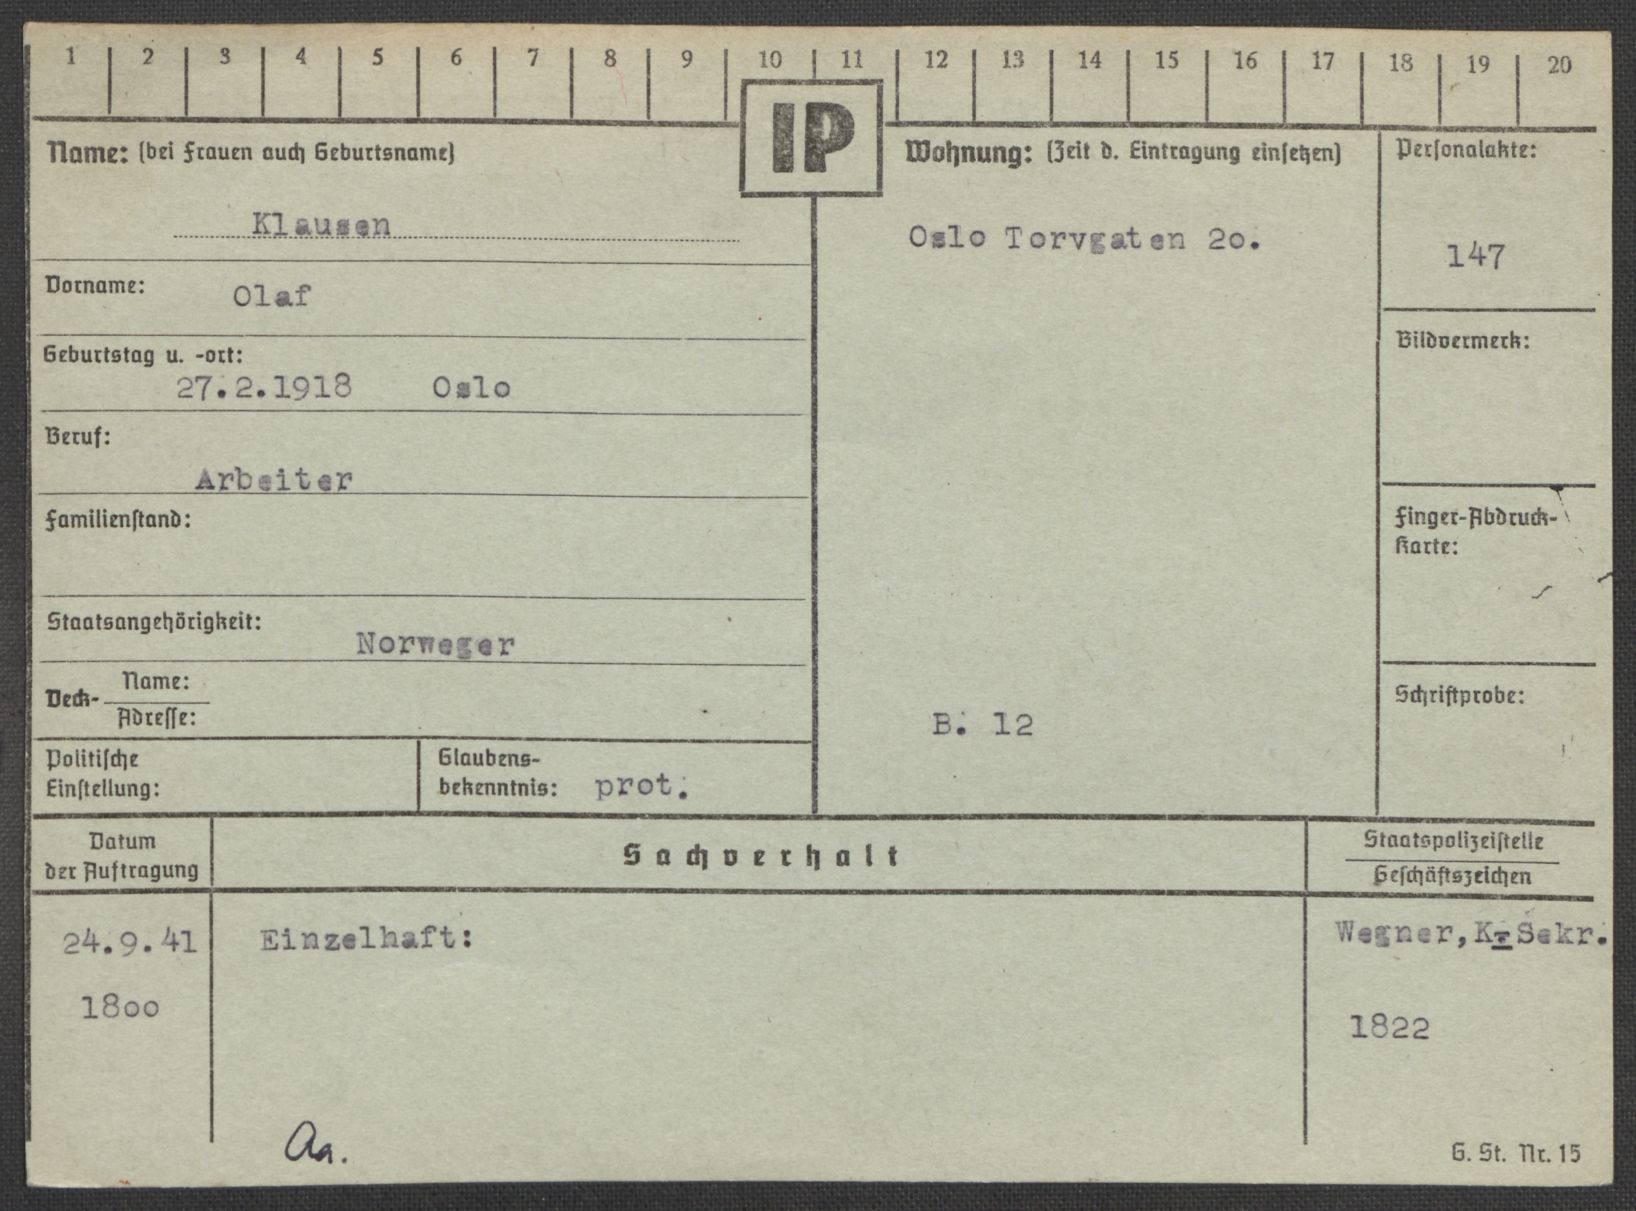 1 2 3 4 5 6 7 8 9 10 11 12 13 14 15 16 17 18 19 20
IP
Name: (bei Frauen auch Geburtsname)
Klausen
Vorname:
Olaf
Geburtstag u. -ort:
27.2.1918 Oslo
Beruf:
Arbeiter
Familienstand:
Staatsangehörigkeit:
Norweger
Deck-
Name:
Adresse:
Politische
Einstellung:
Glaubens-
bekenntnis: prot.
Wohnung: (Zeit d. Eintragung einsetzen)
Oslo Torvgaten 2o.
B. 12
Personalakte:
147
Bildvermerk:
Finger-Abdruck-
Karte:
Schriftprobe:
Datum
der Auftragung
Sachverhalt
Staatspolizeistelle
Geschäftszeichen
24.9.41 Einzelhaft: Wegner, K-Sekr.
18oo
1822
Aa.
G. St. Nr. 15